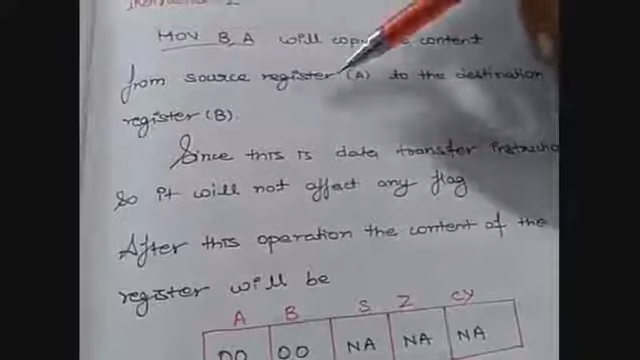 MOV B,A will content
from source register (A) to the destination
register (B).
Since this is data transfer
So it will not affect any flag
After this operation the content of the
register will be
A B S Z CY
00 00 NA NA NA